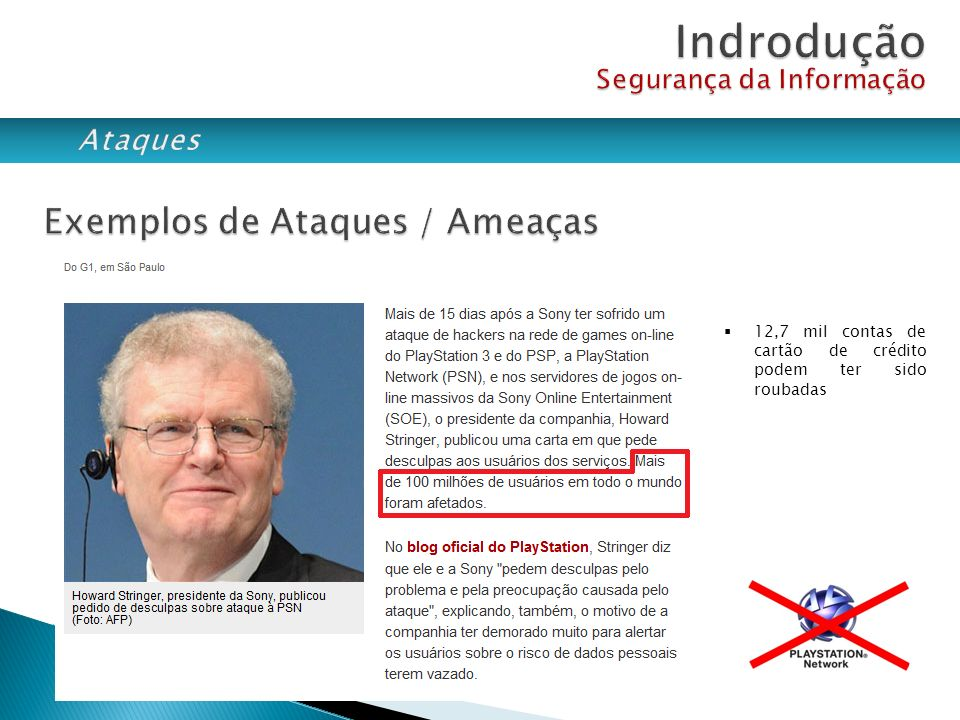 Indrodução
Segurança da Informação
Ataques
Exemplos de Ataques / Ameaças
Do G1, em São Paulo
Howard Stringer, presidente da Sony, publicou
pedido de desculpas sobre ataque à PSN
(Foto: AFP)
Mais de 15 dias após a Sony ter sofrido um
ataque de hackers na rede de games on-line
do PlayStation 3 e do PSP, a PlayStation
Network (PSN), e nos servidores de jogos on-
line massivos da Sony Online Entertainment
(SOE), o presidente da companhia, Howard
Stringer, publicou uma carta em que pede
desculpas aos usuários dos serviços. Mais
de 100 milhões de usuários em todo o mundo
foram afetados.
No blog oficial do PlayStation, Stringer diz
que ele e a Sony "pedem desculpas pelo
problema e pela preocupação causada pelo
ataque", explicando, também, o motivo de a
companhia ter demorado muito para alertar
os usuários sobre o risco de dados pessoais
terem vazado.
▪ 12,7 mil contas de
cartão de crédito
podem ter sido
roubadas
PLAYSTATION®
Network